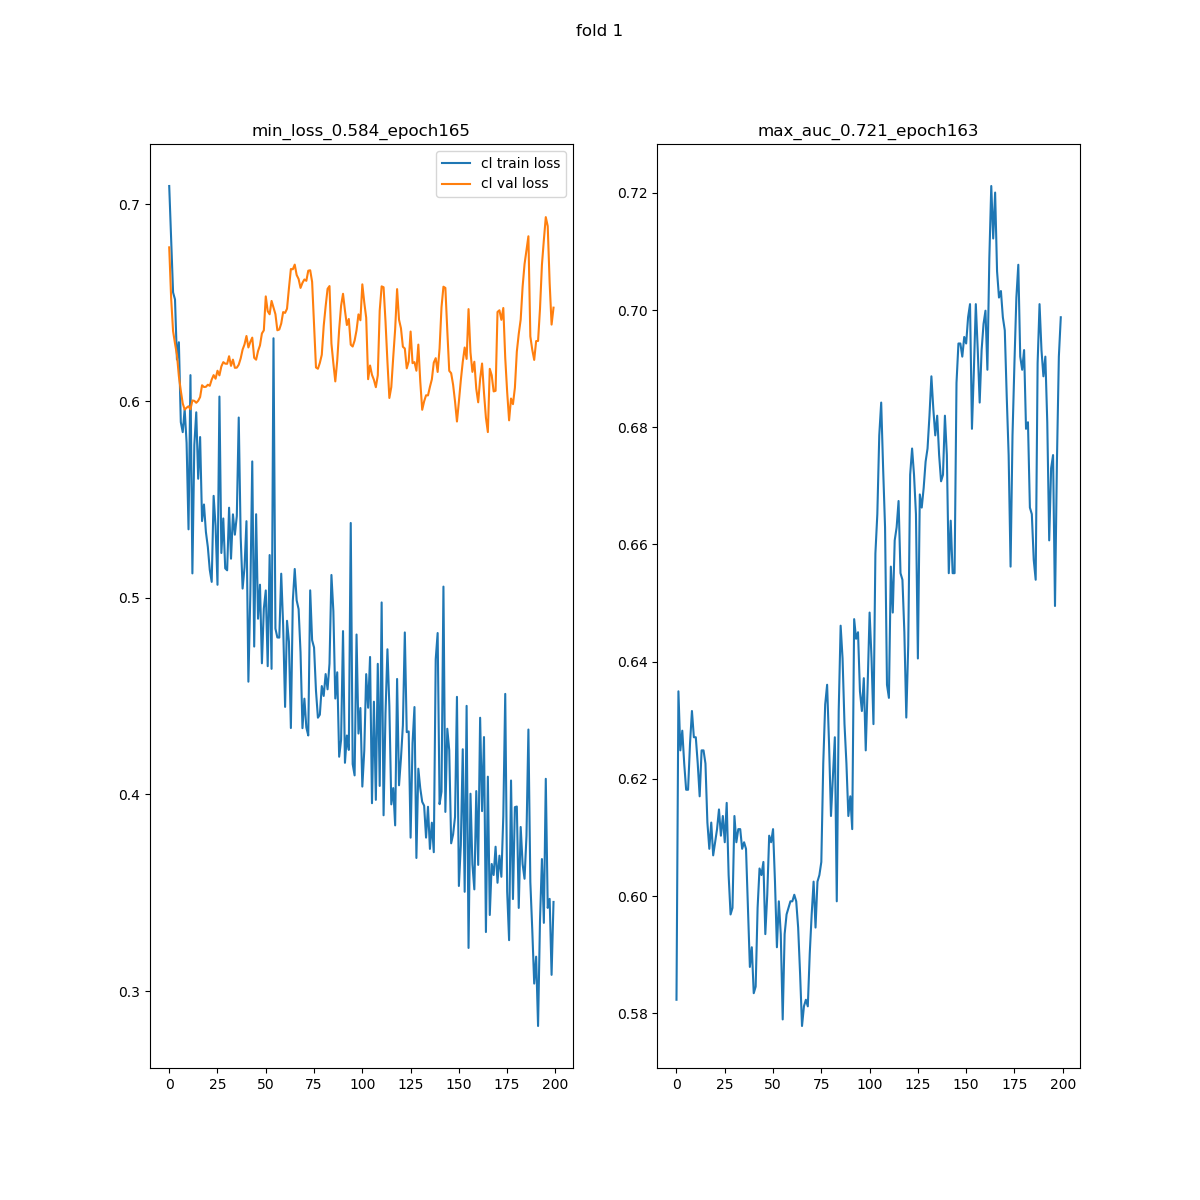 fold 1
min_loss_0.584_epoch165
cl train loss
cl val loss
0.7
0.6
0.5
0.4
0.3
0 25 50 75 100 125 150 175 200
max_auc_0.721_epoch163
0.72
0.70
0.68
0.66
0.64
0.62
0.60
0.58
0 25 50 75 100 125 150 175 200